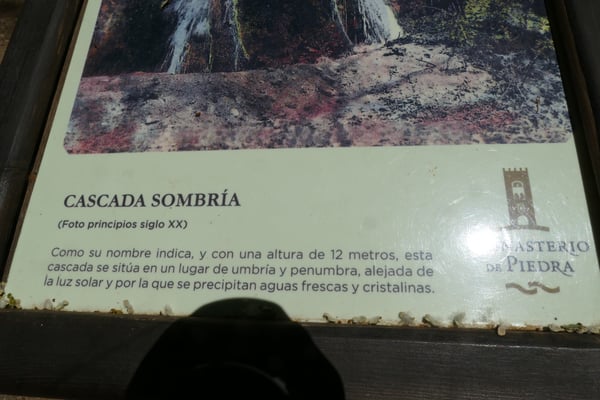 CASCADA SOMBRÍA
(Foto principios siglo XX)
Como su nombre indica, y con una altura de 12 metros, esta
cascada se sitúa en un lugar de umbría y penumbra, alejada de
la luz solar y por la que se precipitan aguas frescas y cristalinas.
MONASTERIO
DE PIEDRA